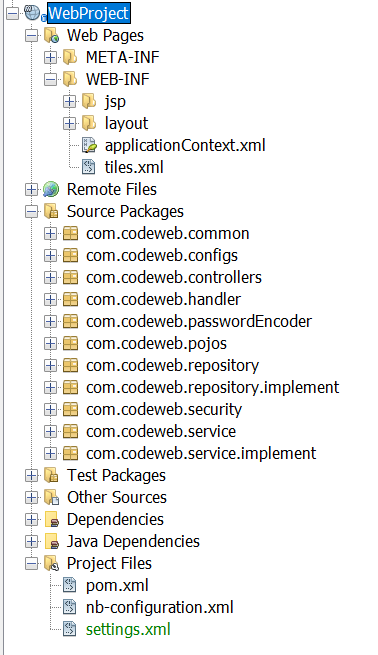 WebProject
Web Pages
META-INF
WEB-INF
jsp
layout
applicationContext.xml
tiles.xml
Remote Files
Source Packages
com.codeweb.common
com.codeweb.configs
com.codeweb.controllers
com.codeweb.handler
com.codeweb.passwordEncoder
com.codeweb.pojos
com.codeweb.repository
com.codeweb.repository.implement
com.codeweb.security
com.codeweb.service
com.codeweb.service.implement
Test Packages
Other Sources
Dependencies
Java Dependencies
Project Files
pom.xml
nb-configuration.xml
settings.xml